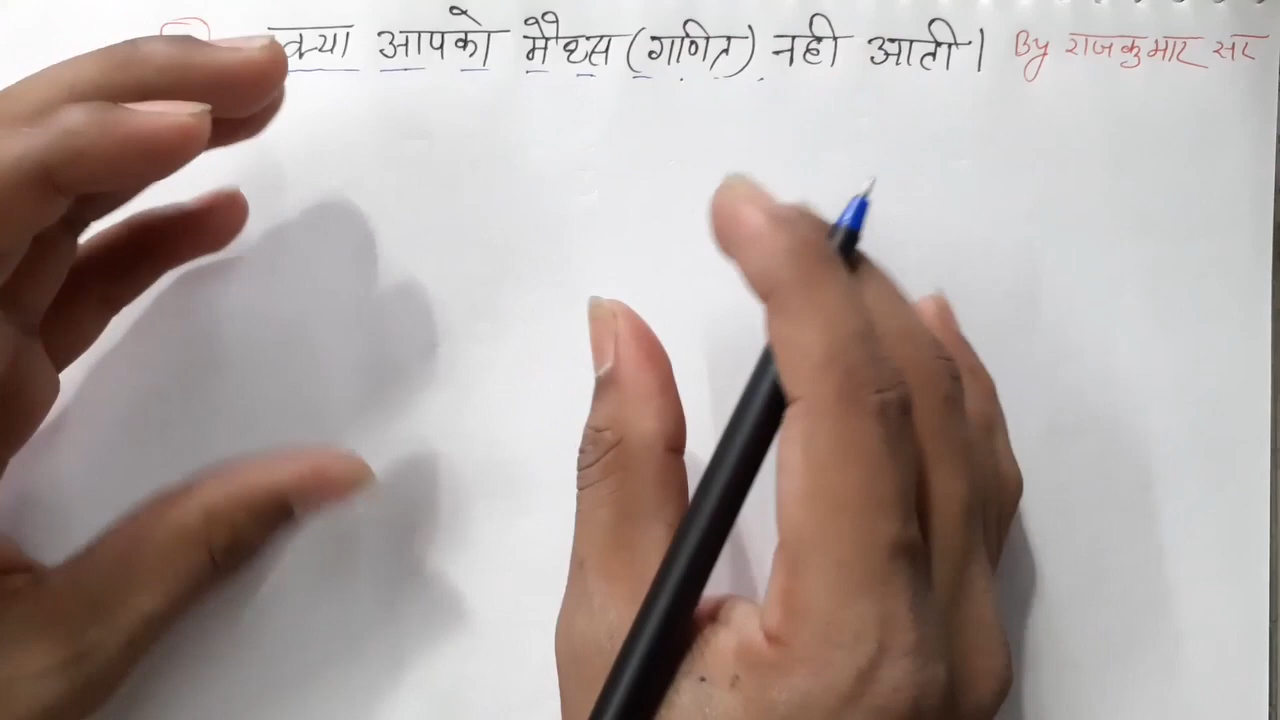 क्या आपको मैथ्स (गणित) नही आती। By राजकुमार सर